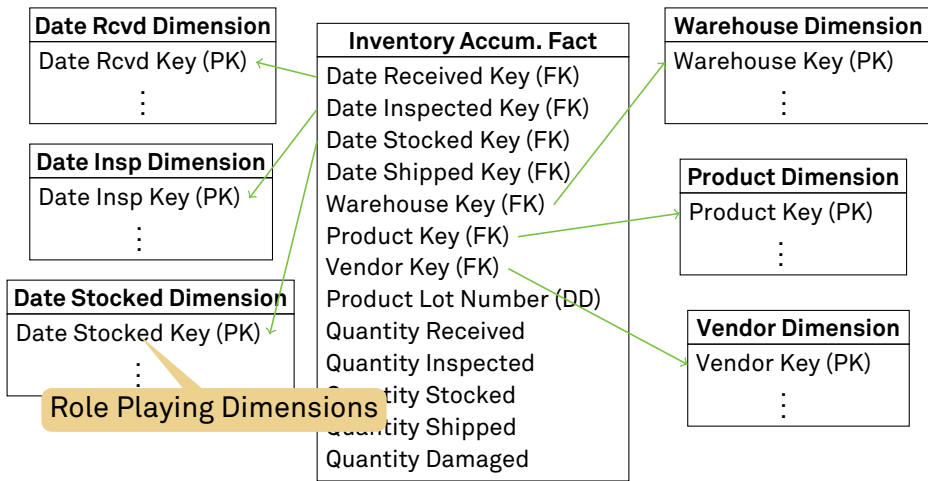 Date Rcvd Dimension
Date Rcvd Key (PK)
⋮
Date Insp Dimension
Date Insp Key (PK)
⋮
Date Stocked Dimension
Date Stocked Key (PK)
⋮
Role Playing Dimensions
Inventory Accum. Fact
Date Received Key (FK)
Date Inspected Key (FK)
Date Stocked Key (FK)
Date Shipped Key (FK)
Warehouse Key (FK)
Product Key (FK)
Vendor Key (FK)
Product Lot Number (DD)
Quantity Received
Quantity Inspected
Quantity Stocked
Quantity Shipped
Quantity Damaged
Warehouse Dimension
Warehouse Key (PK)
⋮
Product Dimension
Product Key (PK)
⋮
Vendor Dimension
Vendor Key (PK)
⋮